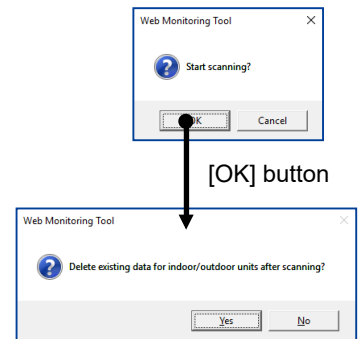 Web Monitoring Tool
Start scanning?
Cancel
[OK] button
Web Monitoring Tool
Delete existing data for indoor/outdoor units after scanning?
Yes No